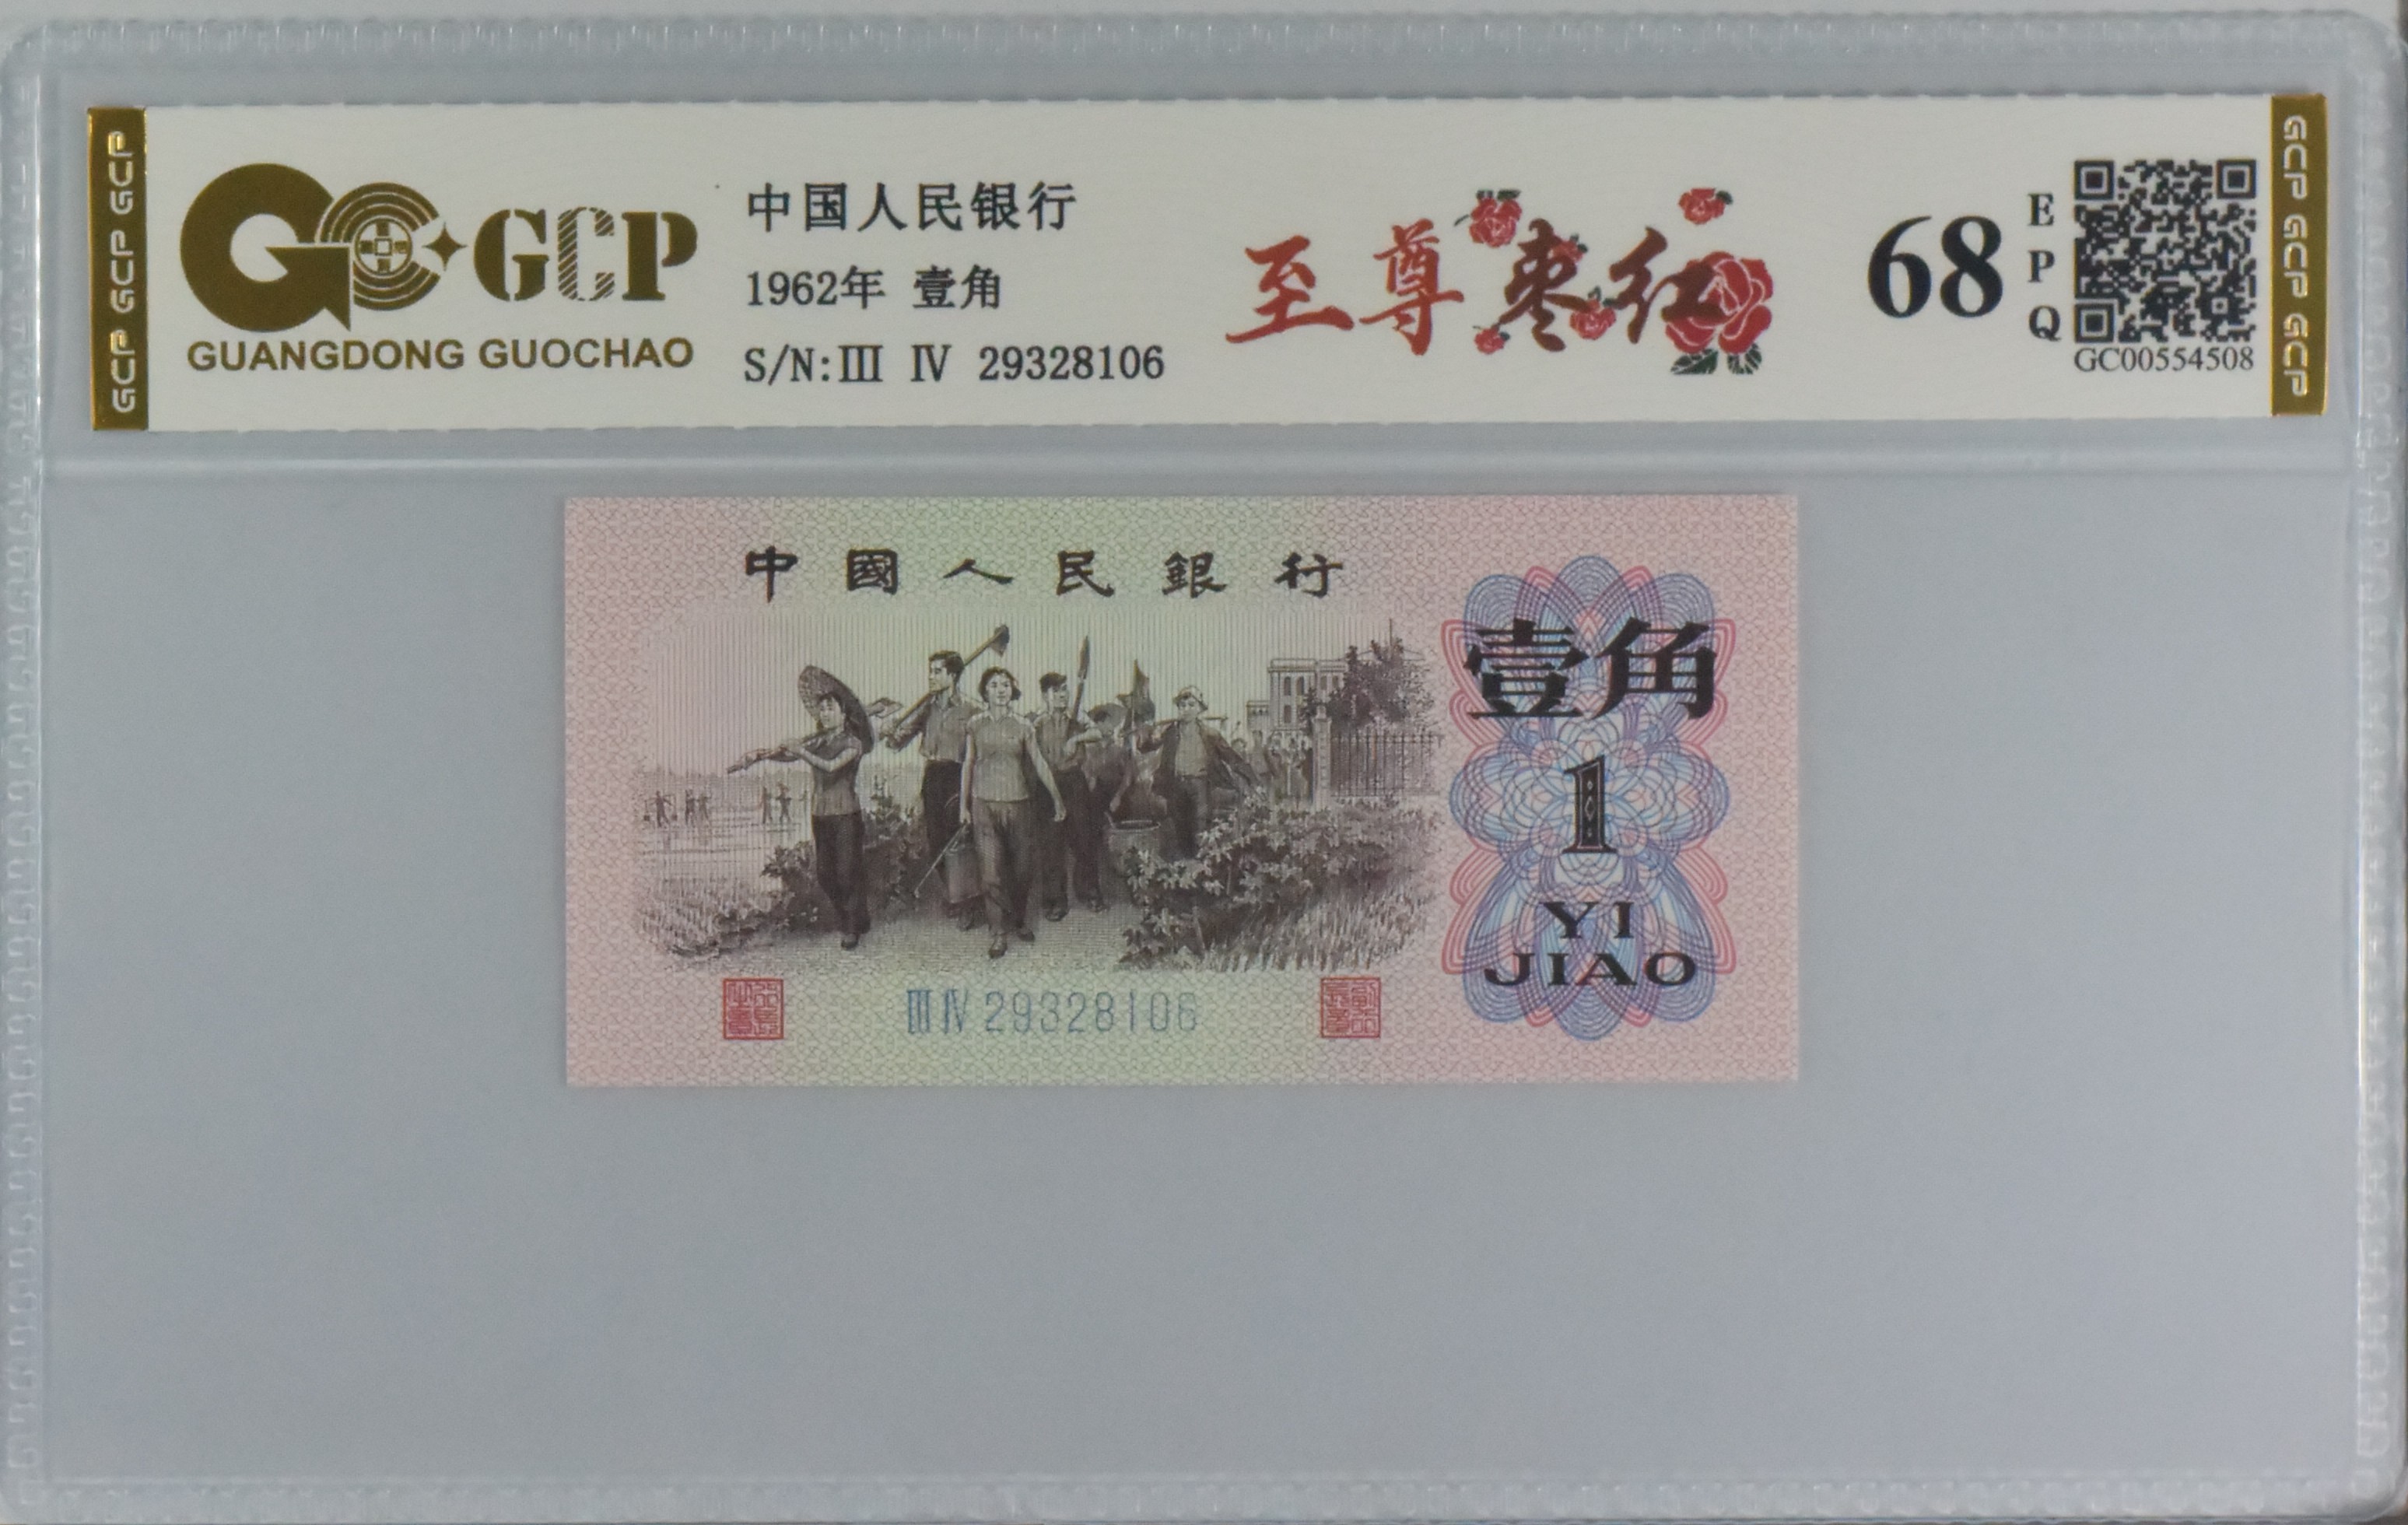 GCP GCP GCP
GCP
GUANGDONG GUOCHAO
中国人民银行
1962年 壹角
S/N:Ⅲ Ⅳ 29328106
至尊枣红
68
EPQ
GC00554508
GCP GCP GCP
中國人民銀行
壹角
1
YI
JIAO
ⅢⅣ 29328106